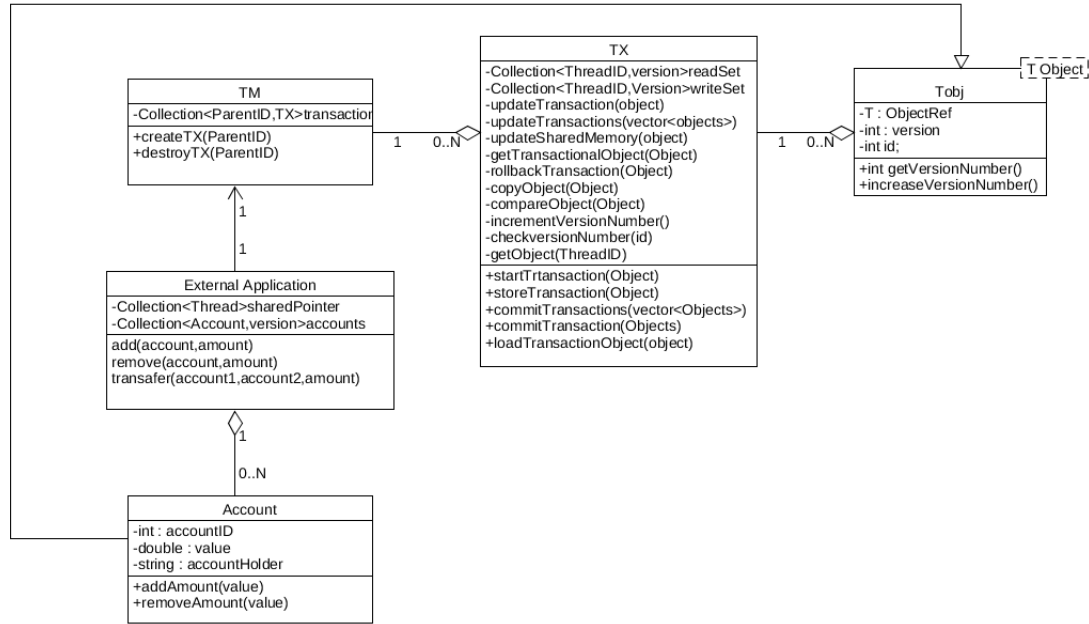 TM
-Collection<ParentID,TX>transaction
+createTX(ParentID)
+destroyTX(ParentID)
1
0..N
TX
-Collection<ThreadID,version>readSet
-Collection<ThreadID,Version>writeSet
-updateTransaction(object)
-updateTransactions(vector<objects>)
-updateSharedMemory(object)
-getTransactionalObject(Object)
-rollbackTransaction(Object)
-copyObject(Object)
-compareObject(Object)
-incrementVersionNumber()
-checkversionNumber(id)
-getObject(ThreadID)
+startTrtansaction(Object)
+storeTransaction(Object)
+commitTransactions(vector<Objects>)
+commitTransaction(Objects)
+loadTransactionObject(object)
1
0..N
T Object
Tobj
-T : ObjectRef
-int : version
-int id;
+int getVersionNumber()
+increaseVersionNumber()
1
1
External Application
-Collection<Thread>sharedPointer
-Collection<Account,version>accounts
add(account,amount)
remove(account,amount)
transafer(account1,account2,amount)
1
0..N
Account
-int : accountID
-double : value
-string : accountHolder
+addAmount(value)
+removeAmount(value)